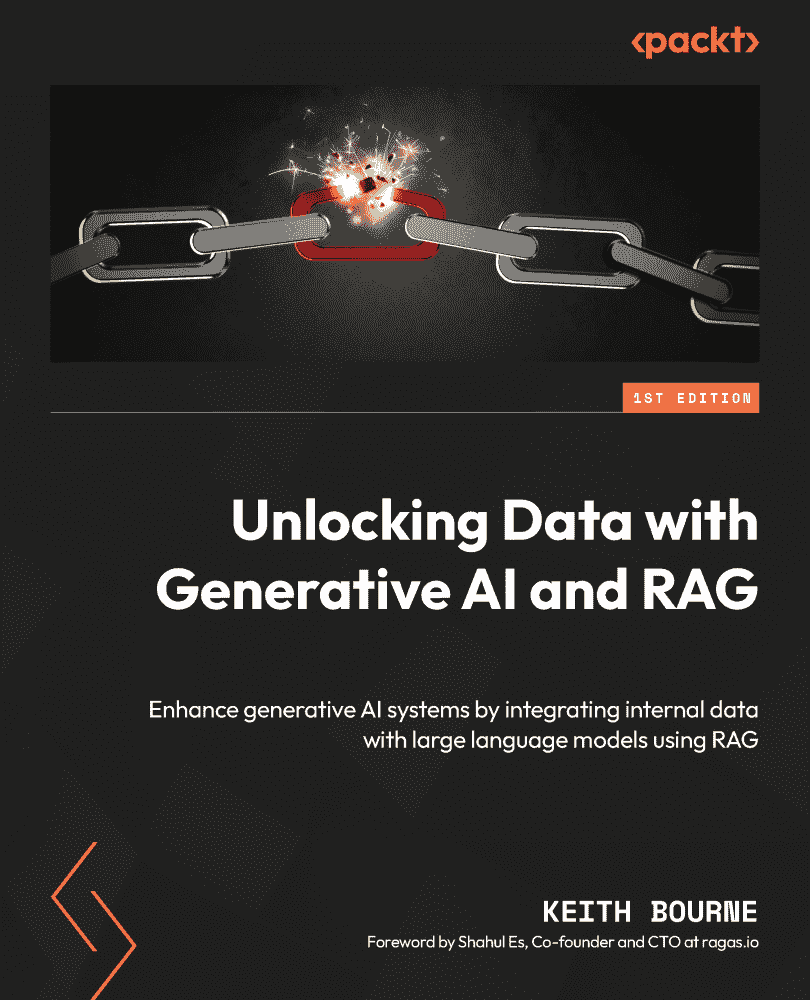 <packt>
1ST EDITION
Unlocking Data with
Generative AI and RAG
Enhance generative AI systems by integrating internal data
with large language models using RAG
KEITH BOURNE
Foreword by Shahul Es, Co-founder and CTO at ragas.io